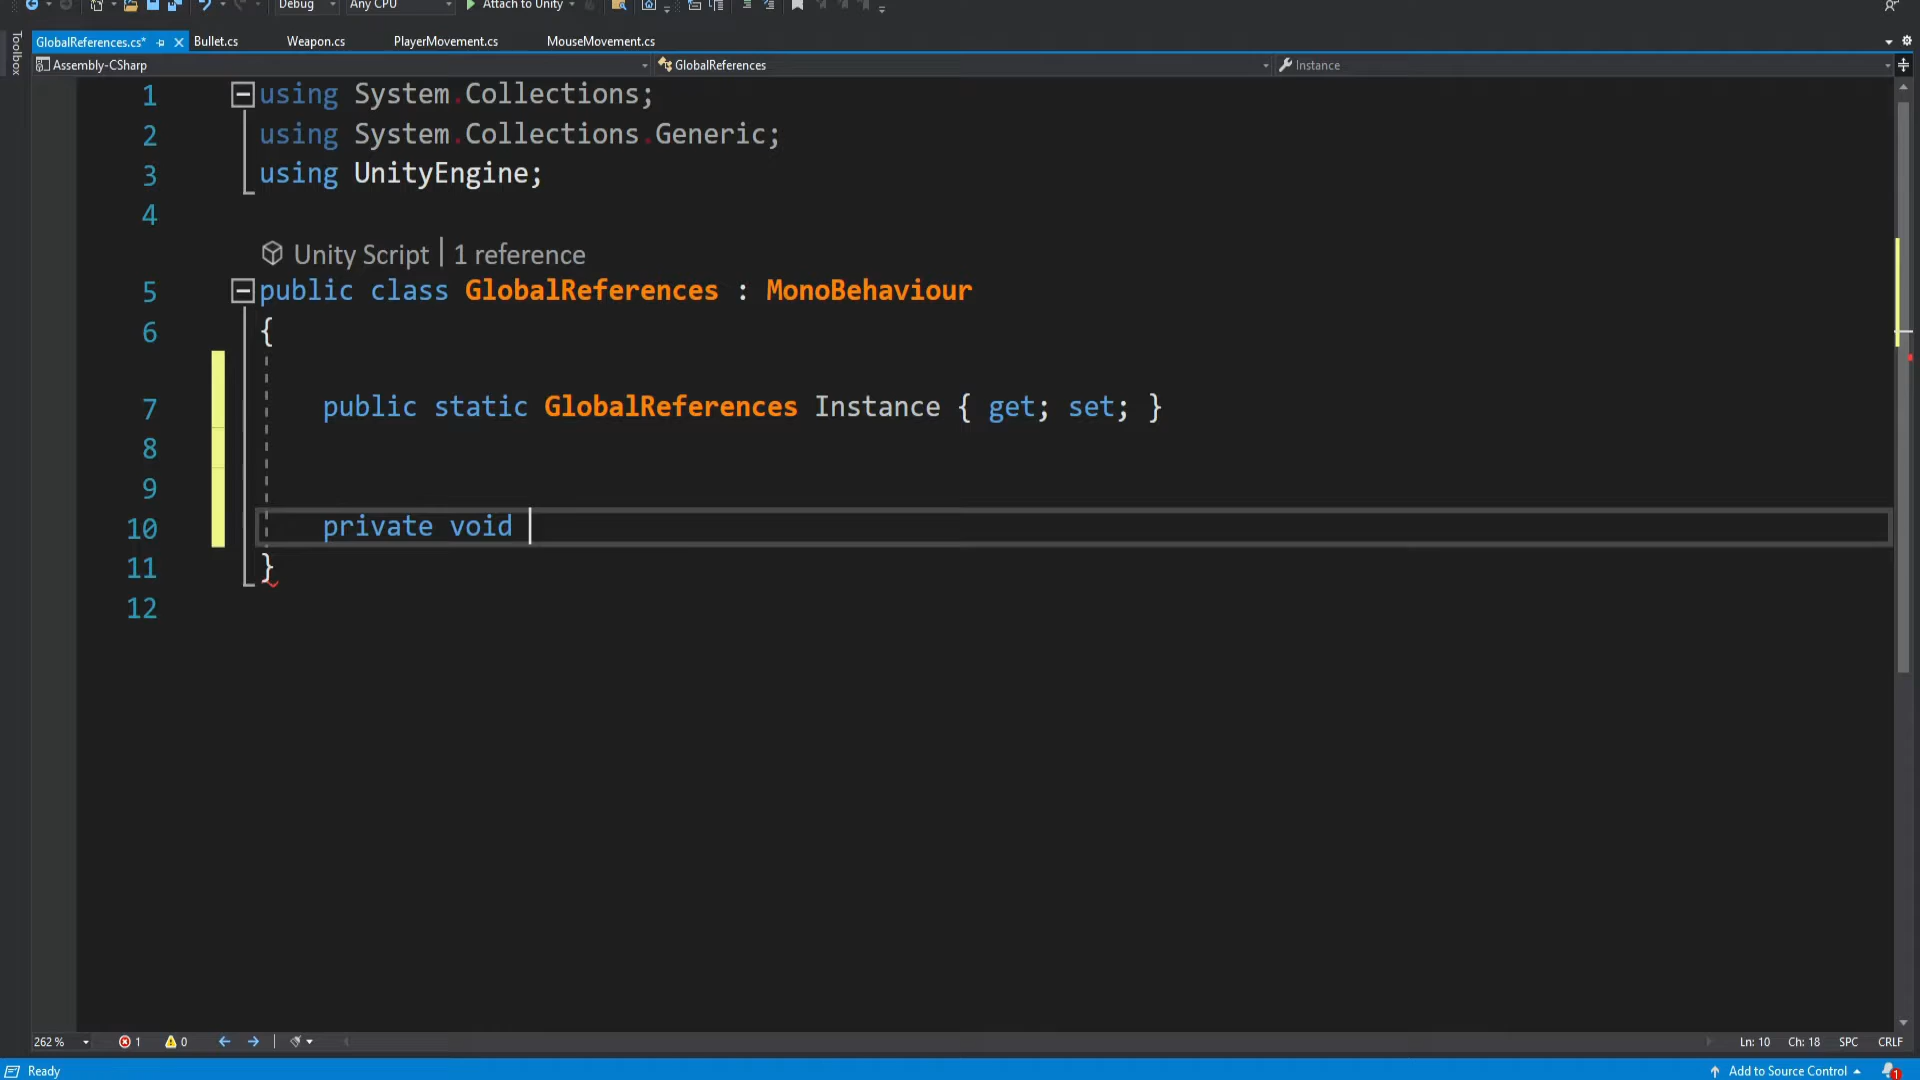 Debug Any CPU Attach to Unity
Toolbox
GlobalReferences.cs* Bullet.cs Weapon.cs PlayerMovement.cs MouseMovement.cs
Assembly-CSharp GlobalReferences Instance
1 using System.Collections;
2 using System.Collections.Generic;
3 using UnityEngine;
4
Unity Script | 1 reference
5 public class GlobalReferences : MonoBehaviour
6 {
7 public static GlobalReferences Instance { get; set; }
8
9
10 private void
11 }
12
262 % 1 0 Ln: 10 Ch: 18 SPC CRLF
Ready Add to Source Control 1